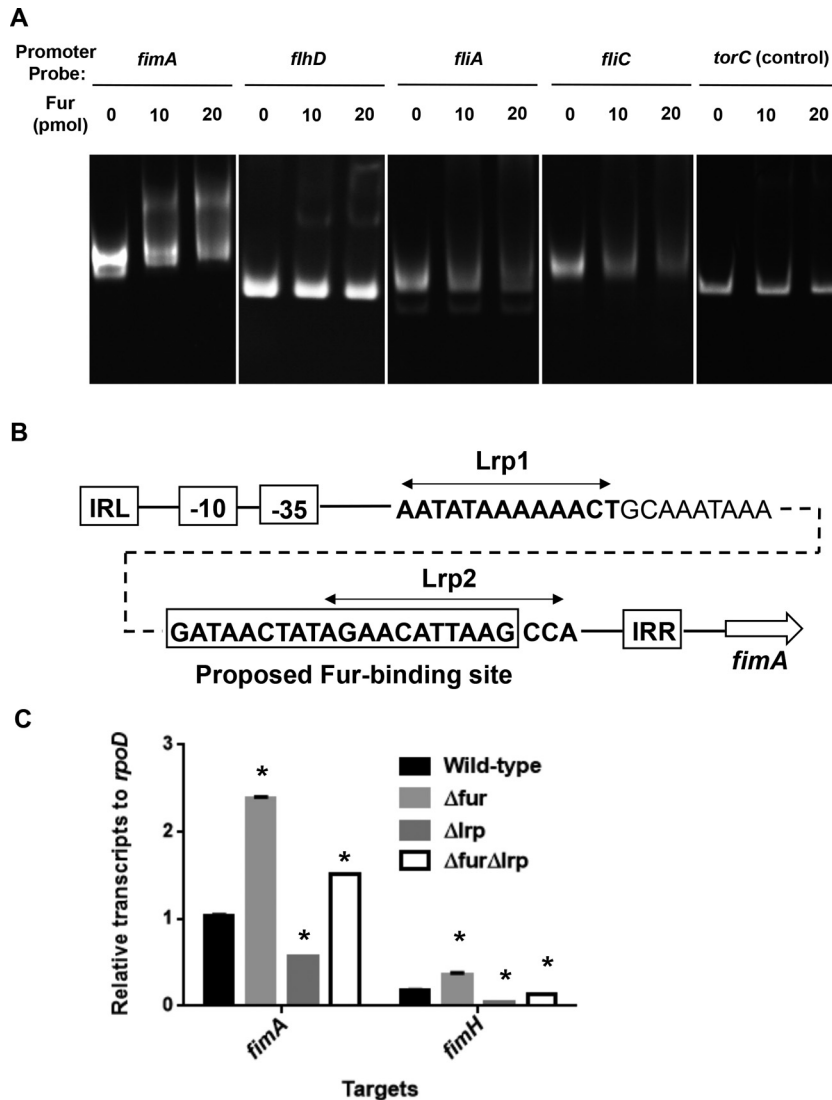 A
Promoter Probe: fimA flhD fliA fliC torC (control)
Fur (pmol) 0 10 20 0 10 20 0 10 20 0 10 20 0 10 20
B
Lrp1
IRL -10 -35 AATATAAAAAACTGCAAATAAA
Lrp2
GATAACTATAGAACATTAAGCCA IRR
fimA
Proposed Fur-binding site
C
Relative transcripts to rpoD
3
2
1
0
* * * *
* *
Wild-type
Δfur
Δlrp
ΔfurΔlrp
fimA fimH
Targets